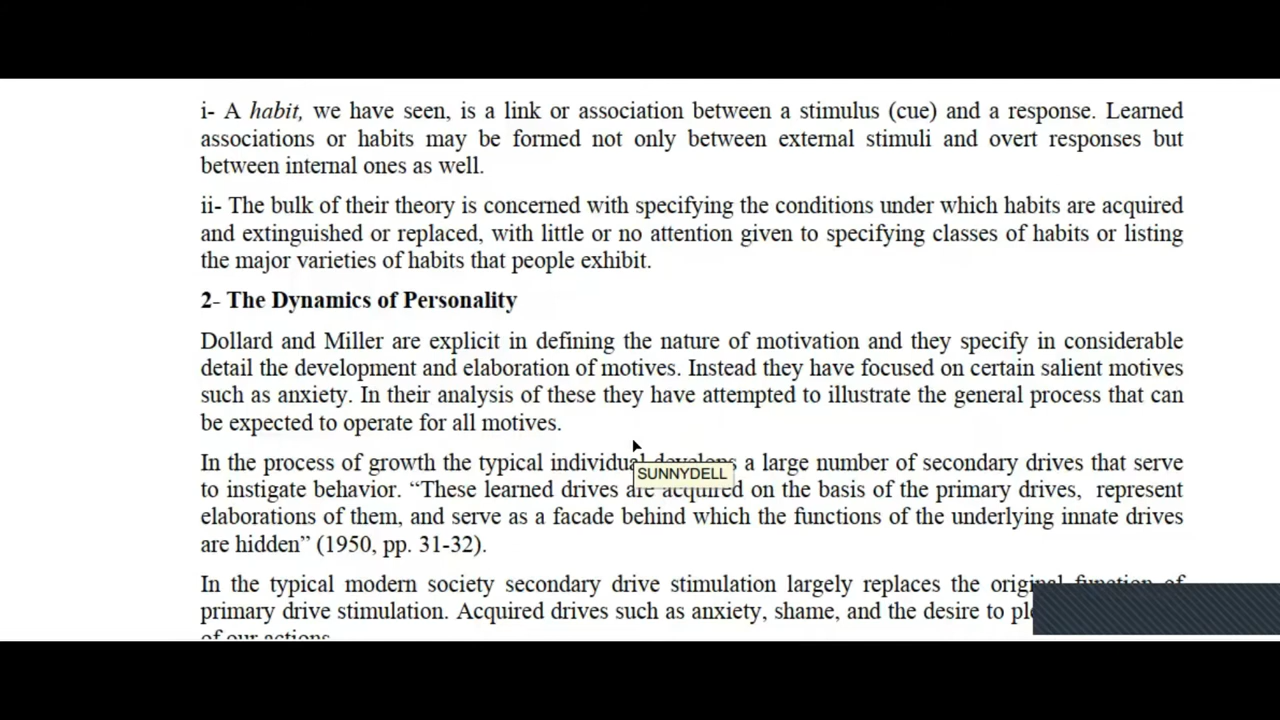 i- A habit, we have seen, is a link or association between a stimulus (cue) and a response. Learned
associations or habits may be formed not only between external stimuli and overt responses but
between internal ones as well.
ii- The bulk of their theory is concerned with specifying the conditions under which habits are acquired
and extinguished or replaced, with little or no attention given to specifying classes of habits or listing
the major varieties of habits that people exhibit.
2- The Dynamics of Personality
Dollard and Miller are explicit in defining the nature of motivation and they specify in considerable
detail the development and elaboration of motives. Instead they have focused on certain salient motives
such as anxiety. In their analysis of these they have attempted to illustrate the general process that can
be expected to operate for all motives.
In the process of growth the typical individual develops a large number of secondary drives that serve
SUNNYDELL
to instigate behavior. “These learned drives are acquired on the basis of the primary drives, represent
elaborations of them, and serve as a facade behind which the functions of the underlying innate drives
are hidden” (1950, pp. 31-32).
In the typical modern society secondary drive stimulation largely replaces the original function of
primary drive stimulation. Acquired drives such as anxiety, shame, and the desire to
of our actions